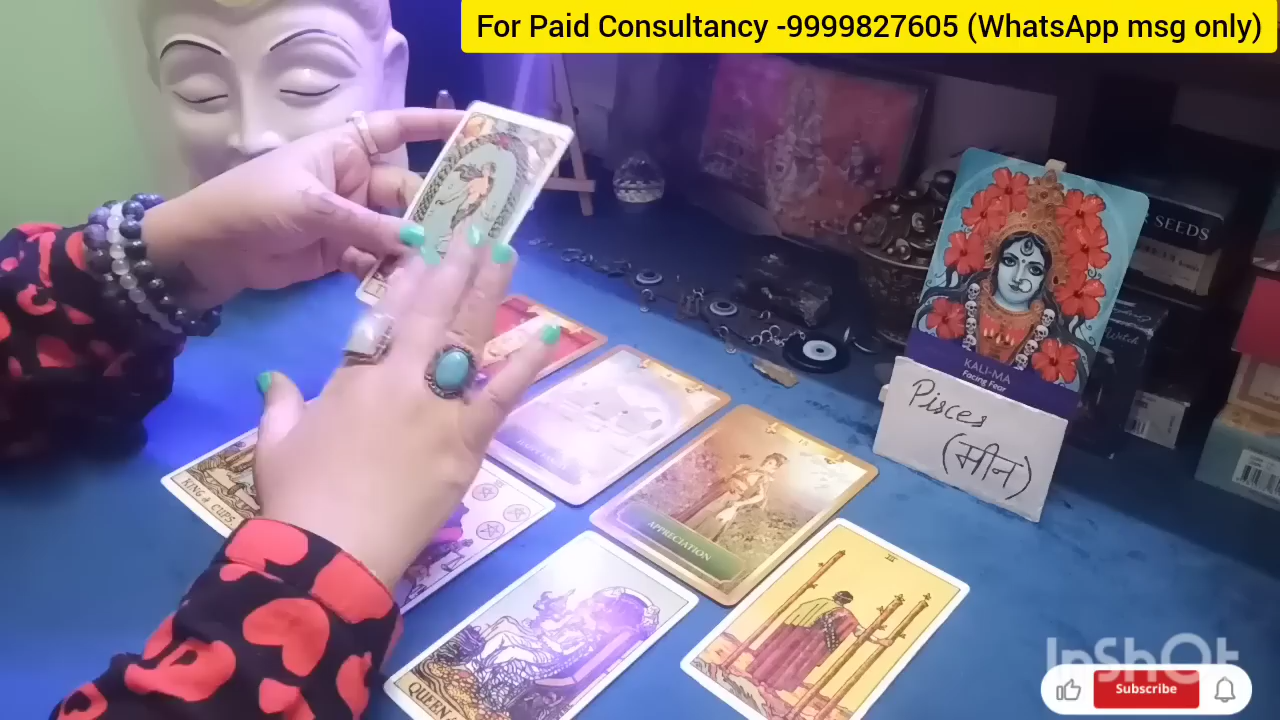 For Paid Consultancy -9999827605 (WhatsApp msg only)
SEEDS
KALI-MA
Facing Fear
Pisces
(मीन)
KING of CUPS.
APPRECIATION
III
QUEEN
InShOt
Subscribe